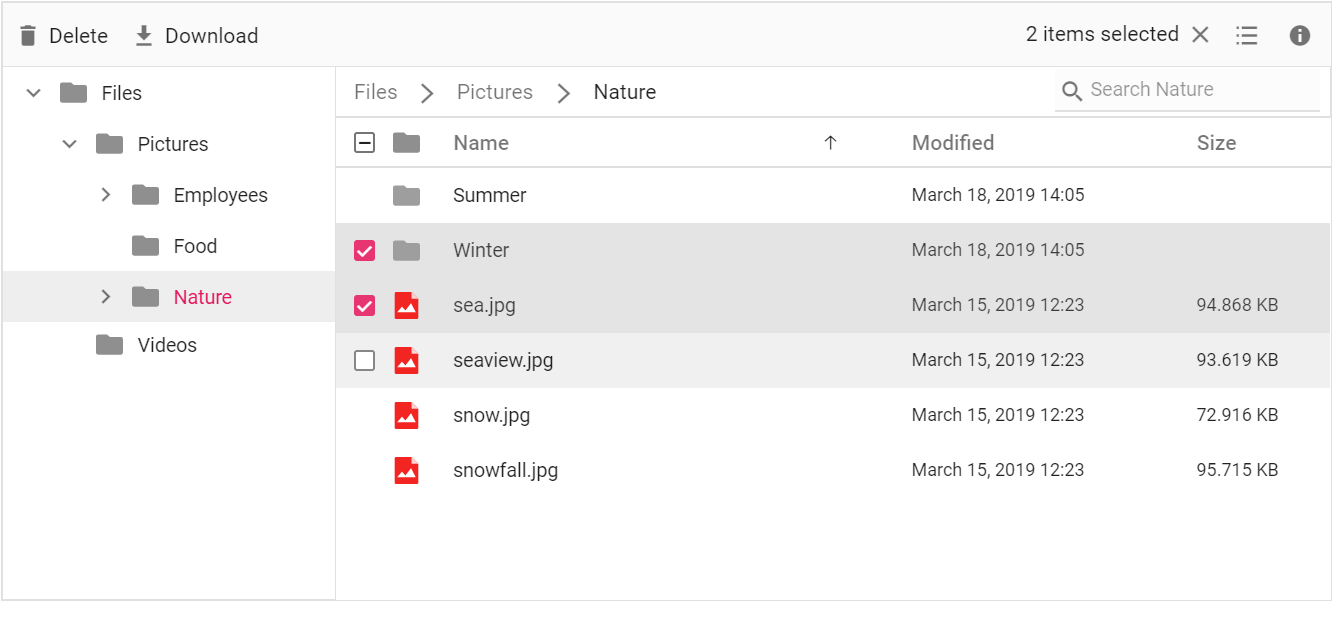 Delete Download 2 items selected
Files
Pictures
Employees
Food
Nature
Videos
Files Pictures Nature Search Nature
Name Modified Size
Summer March 18, 2019 14:05
Winter March 18, 2019 14:05
sea.jpg March 15, 2019 12:23 94.868 KB
seaview.jpg March 15, 2019 12:23 93.619 KB
snow.jpg March 15, 2019 12:23 72.916 KB
snowfall.jpg March 15, 2019 12:23 95.715 KB